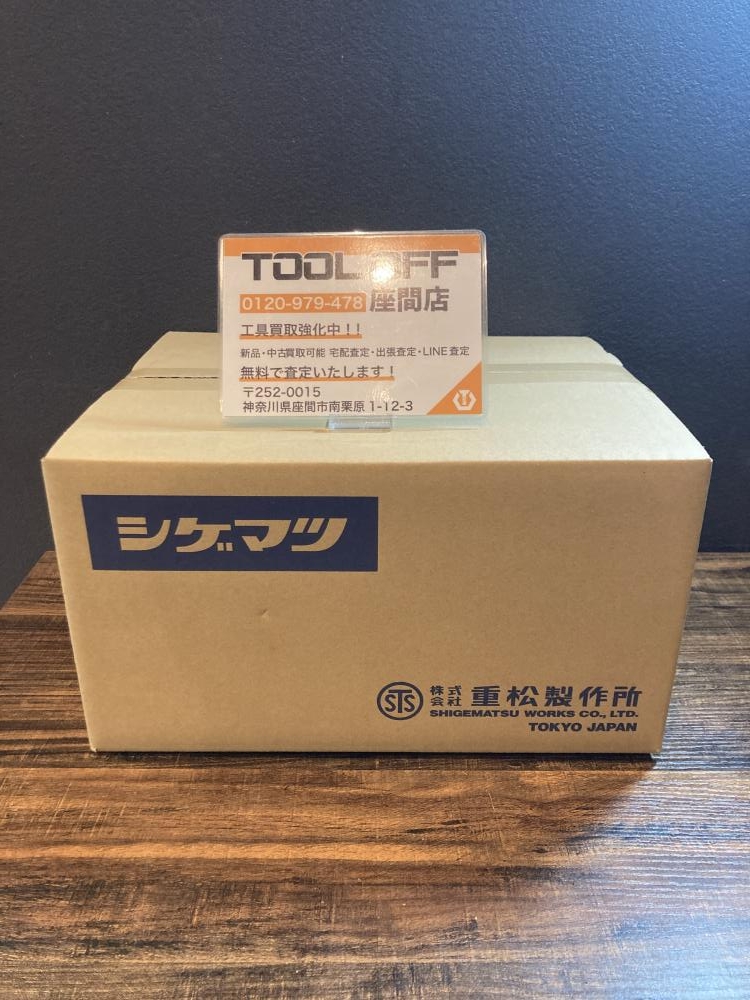 TOOL OFF
0120-979-478 座間店
工具買取強化中!!
新品・中古買取可能 宅配査定・出張査定・LINE査定
無料で査定いたします!
〒252-0015
神奈川県座間市南栗原 1-12-3
シゲマツ
STS 株式会社 重松製作所
SHIGEMATSU WORKS CO., LTD.
TOKYO JAPAN